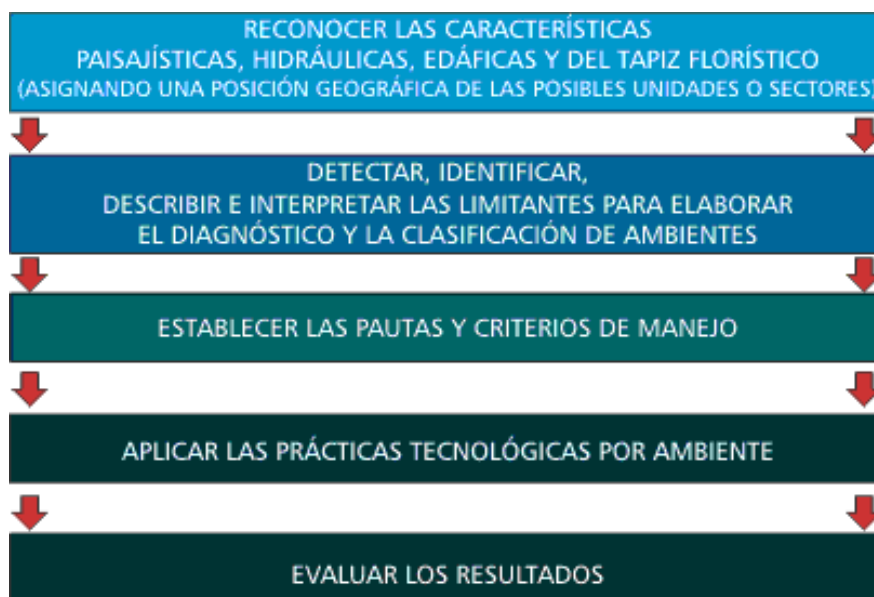 RECONOCER LAS CARACTERÍSTICAS
PAISAJÍSTICAS, HIDRÁULICAS, EDÁFICAS Y DEL TAPIZ FLORÍSTICO
(ASIGNANDO UNA POSICIÓN GEOGRÁFICA DE LAS POSIBLES UNIDADES O SECTORES)
DETECTAR, IDENTIFICAR,
DESCRIBIR E INTERPRETAR LAS LIMITANTES PARA ELABORAR
EL DIAGNÓSTICO Y LA CLASIFICACIÓN DE AMBIENTES
ESTABLECER LAS PAUTAS Y CRITERIOS DE MANEJO
APLICAR LAS PRÁCTICAS TECNOLÓGICAS POR AMBIENTE
EVALUAR LOS RESULTADOS